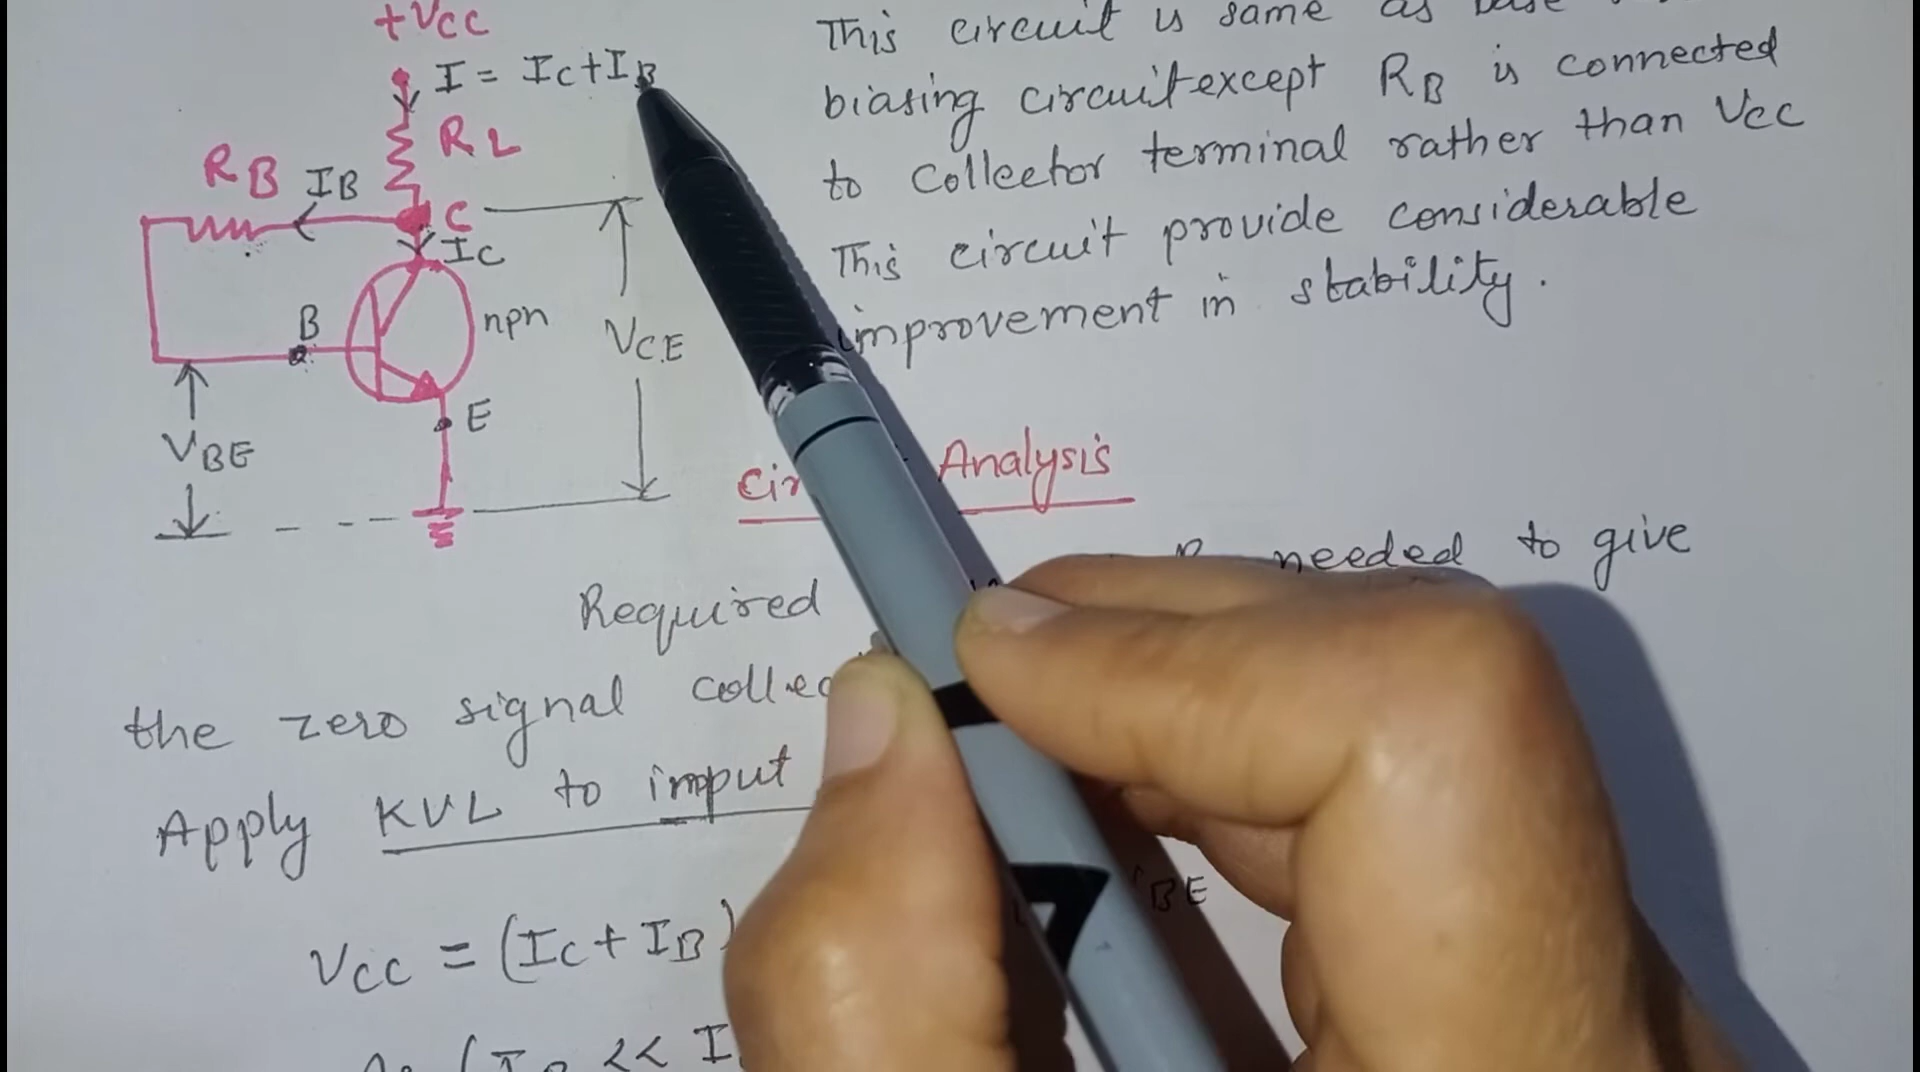 +VCC
I = IC+IB
RL
RB
IB
C
IC
B
npn
VCE
E
VBE
This circuit is same as base
biasing circuit except RB is connected
to collector terminal rather than VCC
This circuit provide considerable
improvement in stability.
Analysis
Required needed to give
the zero signal
Apply KVL to imput
VCC = (IC + IB) BE
<<